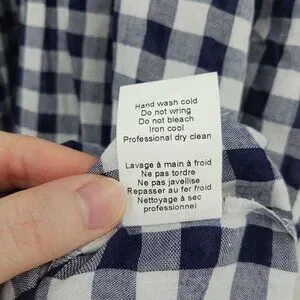 Hand wash cold
Do not wring
Do not bleach
Iron cool
Professional dry clean
Lavage à main à froid
Ne pas tordre
Ne pas javellise
Repasser au fer froid
Nettoyage à sec
professionnel